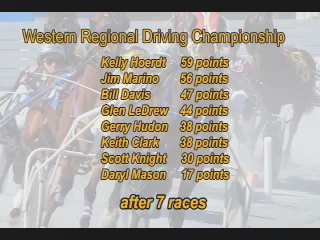 Western Regional Driving Championship
Kelly Hoerdt 59 points
Jim Marino 56 points
Bill Davis 47 points
Glen LeDrew 44 points
Gerry Hudon 38 points
Keith Clark 38 points
Scott Knight 30 points
Daryl Mason 17 points
after 7 races